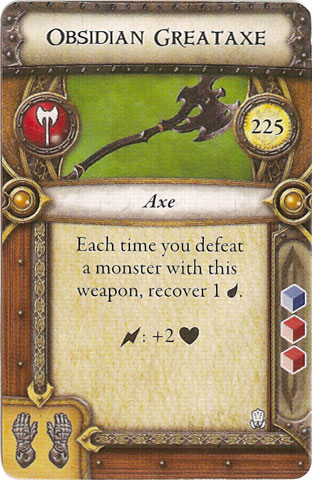 OBSIDIAN GREATAXE
225
Axe
Each time you defeat
a monster with this
weapon, recover 1 .
: +2